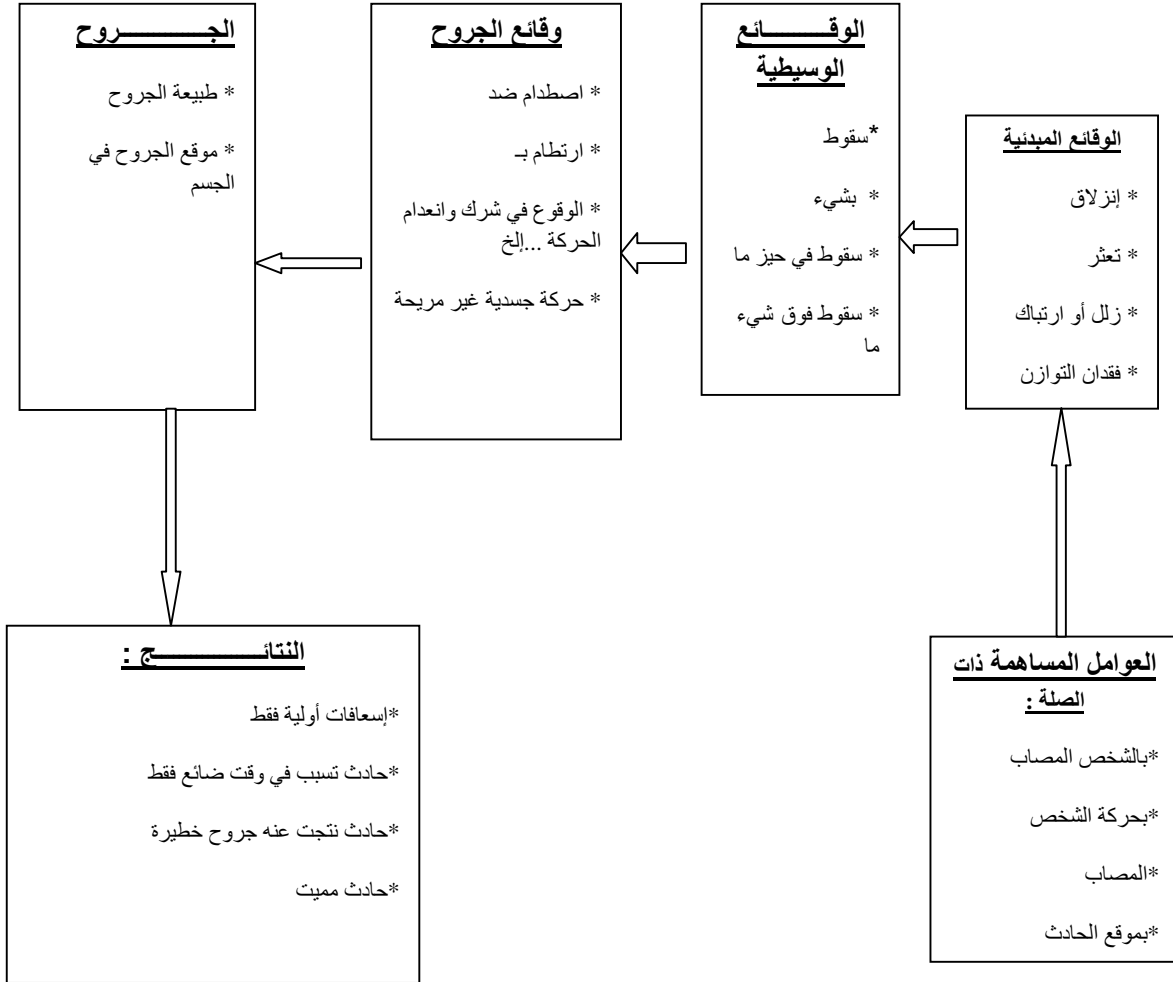 الوقائع المبدئية
* إنزلاق
* تعثر
* زلل أو ارتباك
* فقدان التوازن
الوقــــــائع
الوسيطية
*سقوط
* بشيء
* سقوط في حيز ما
* سقوط فوق شيء
ما
وقائع الجروح
* اصطدام ضد
* ارتطام بـ
* الوقوع في شرك وانعدام
الحركة ...إلخ
* حركة جسدية غير مريحة
الجــــــــروح
* طبيعة الجروح
* موقع الجروح في
الجسم
العوامل المساهمة ذات
الصلة :
*بالشخص المصاب
*بحركة الشخص
*المصاب
*بموقع الحادث
النتائــــــــــــج :
*إسعافات أولية فقط
*حادث تسبب في وقت ضائع فقط
*حادث نتجت عنه جروح خطيرة
*حادث مميت